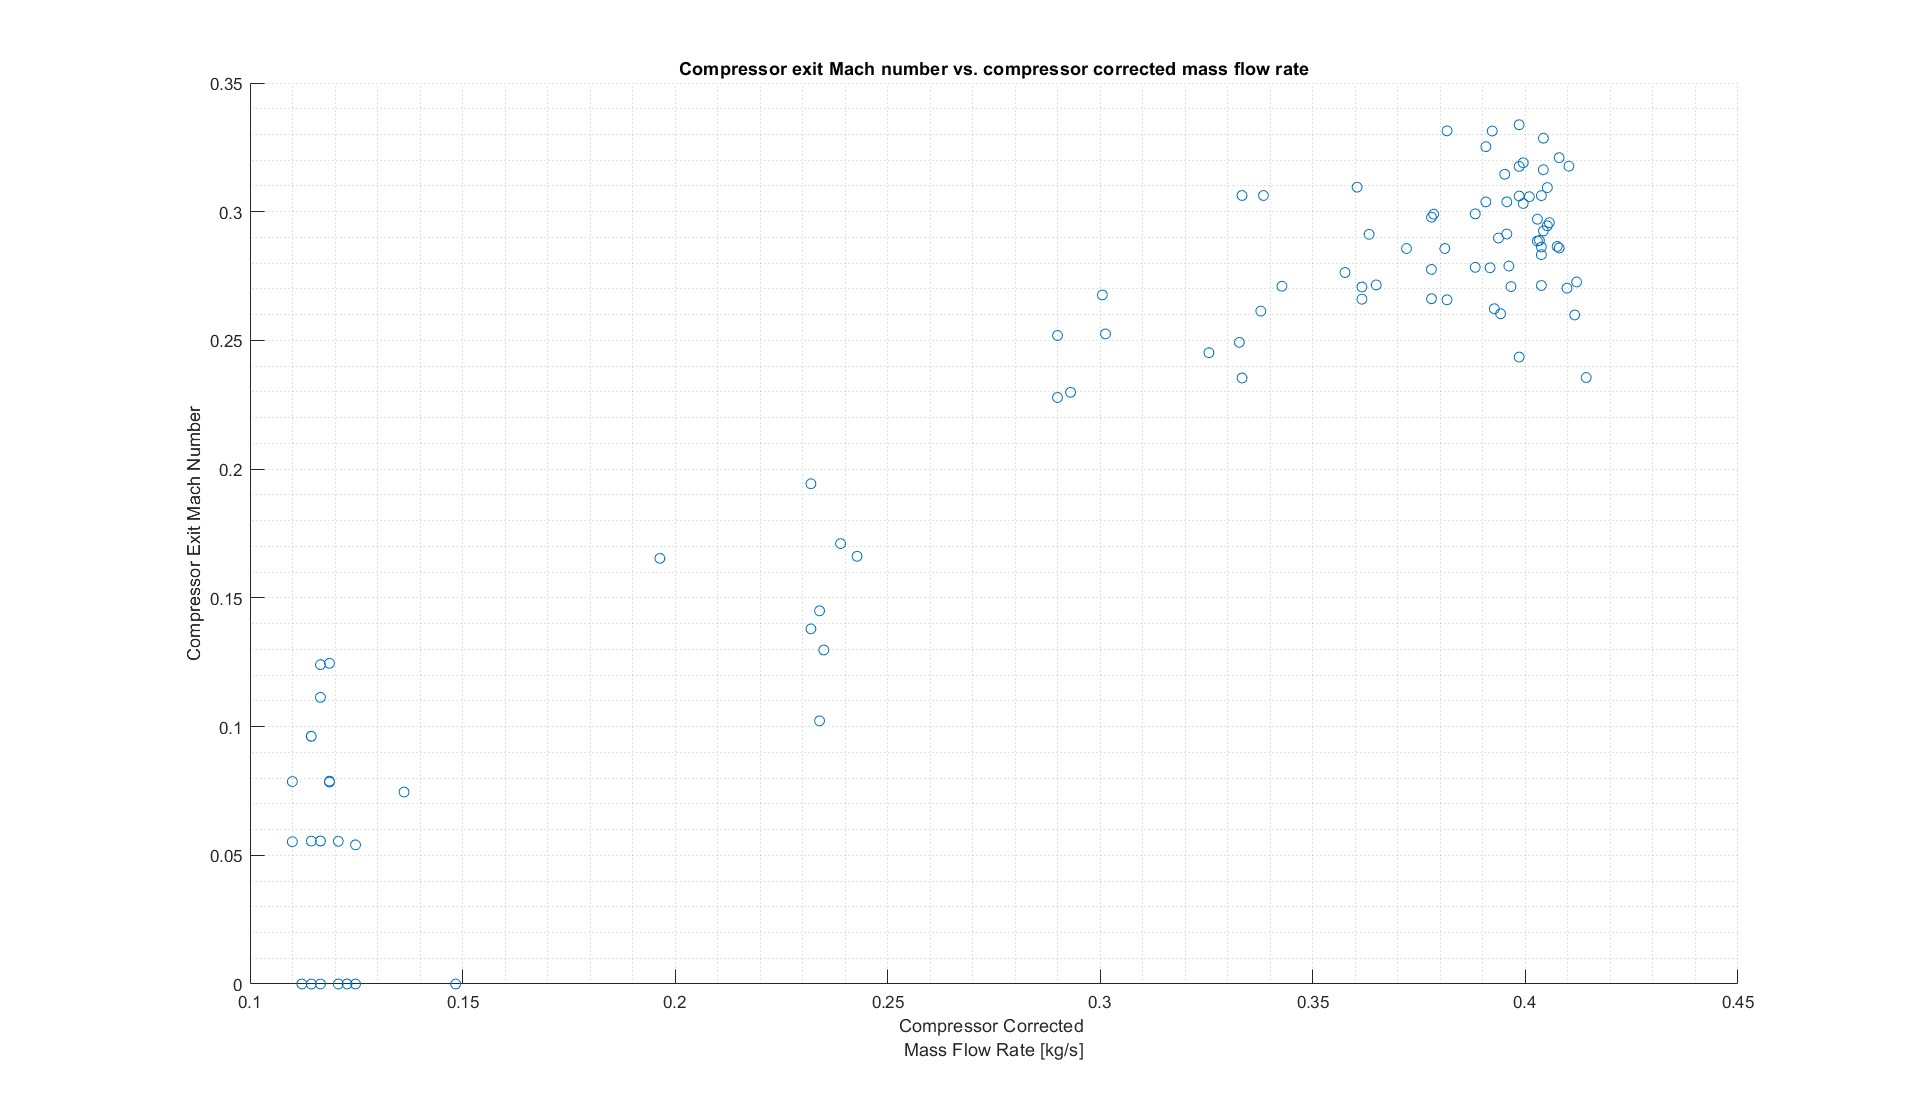 Compressor exit Mach number vs. compressor corrected mass flow rate
0.35
0.3
0.25
0.2
0.15
0.1
0.05
0
Compressor Exit Mach Number
0.1 0.15 0.2 0.25 0.3 0.35 0.4 0.45
Compressor Corrected
Mass Flow Rate [kg/s]